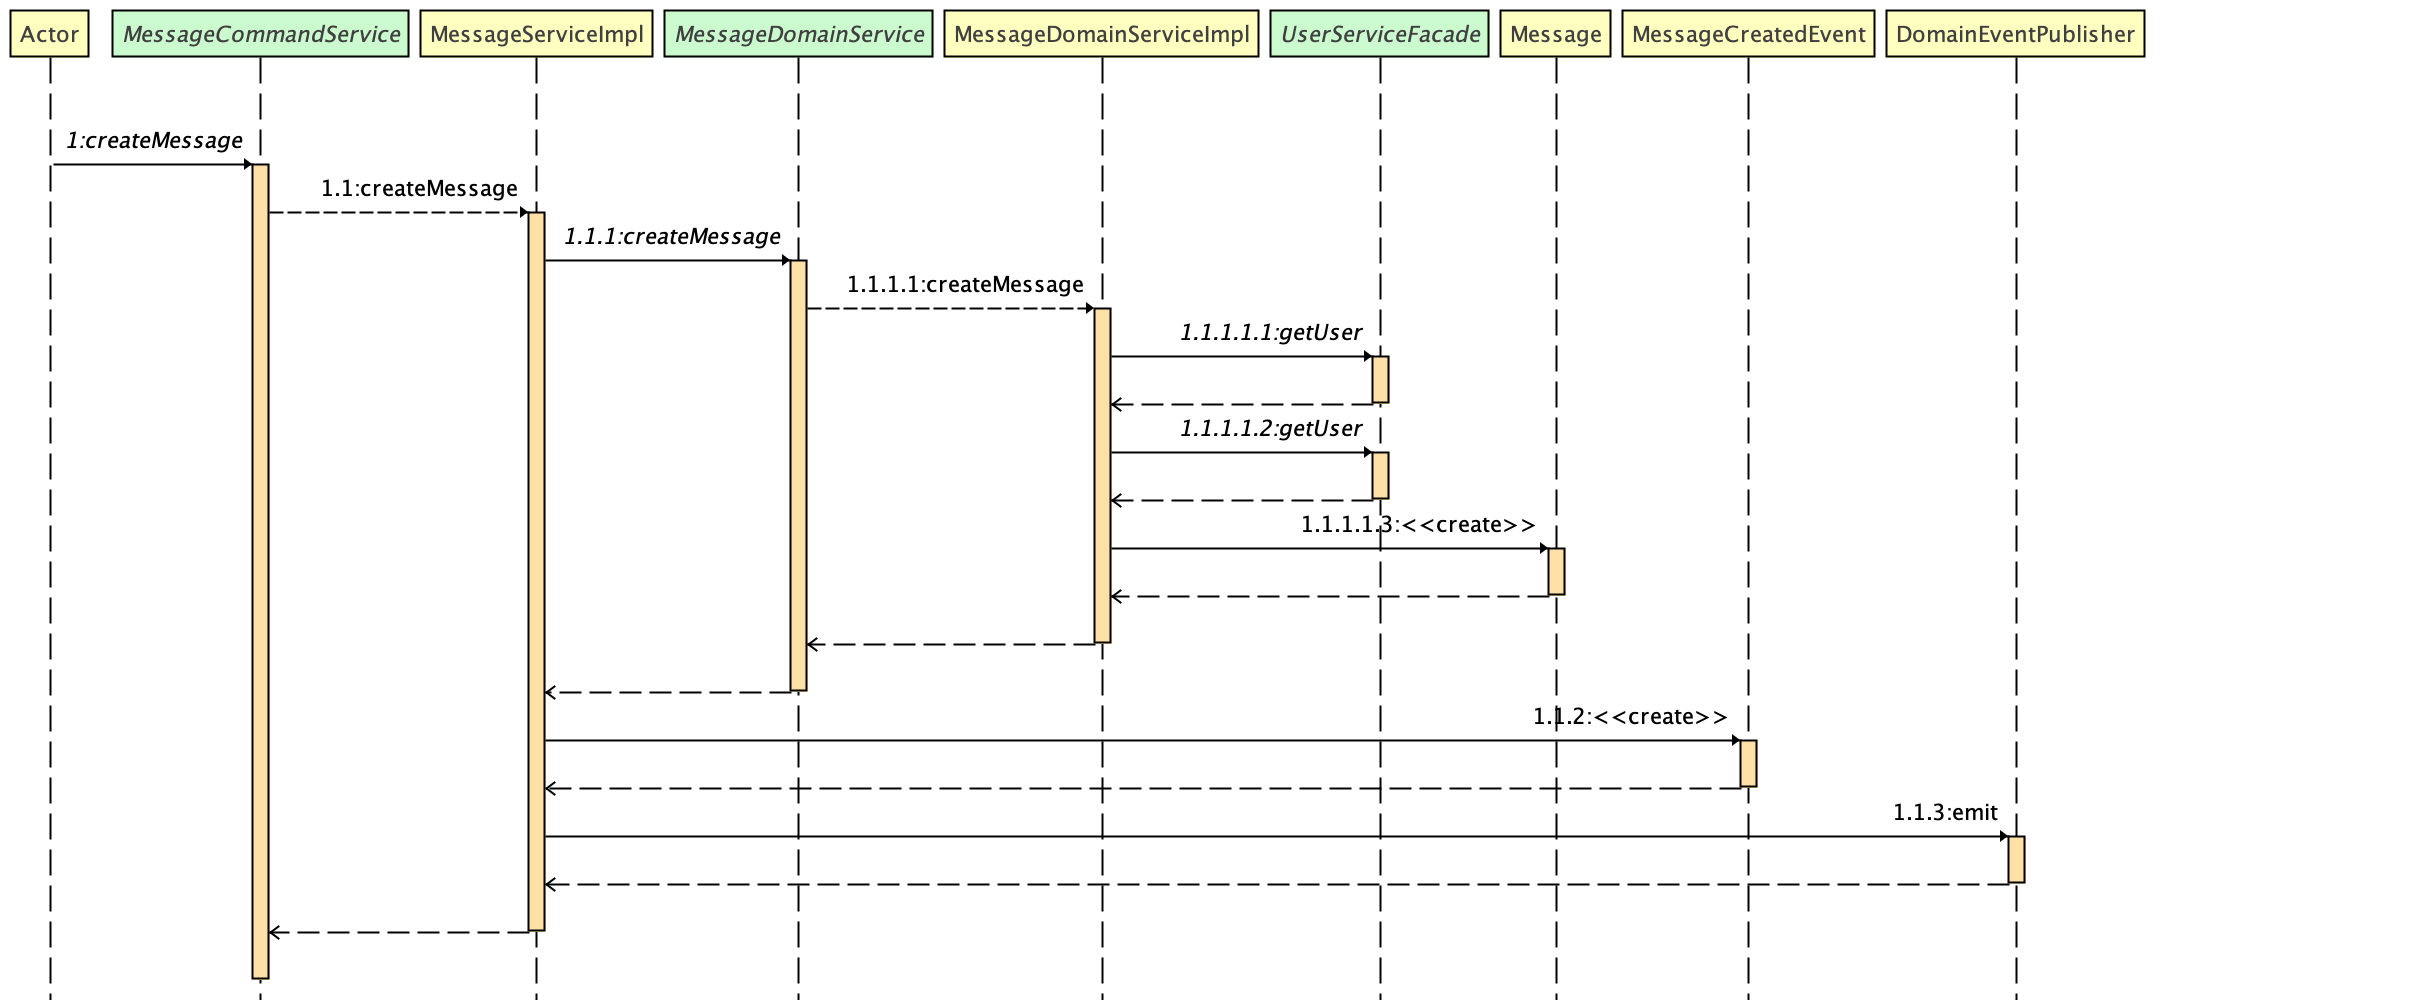 Actor
MessageCommandService
MessageServiceImpl
MessageDomainService
MessageDomainServiceImpl
UserServiceFacade
Message
MessageCreatedEvent
DomainEventPublisher
1:createMessage
1.1:createMessage
1.1.1:createMessage
1.1.1.1:createMessage
1.1.1.1.1:getUser
1.1.1.1.2:getUser
1.1.1.1.3:<<create>>
1.1.2:<<create>>
1.1.3:emit